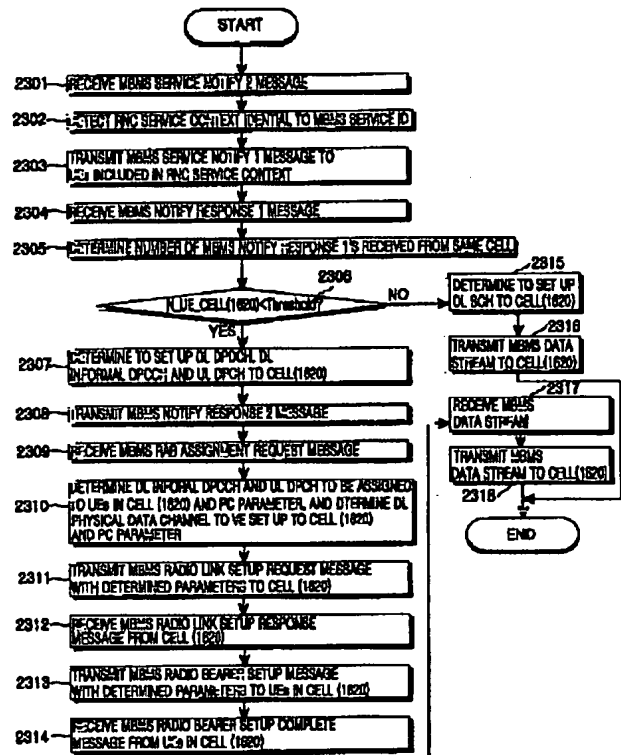 START
2301
RECEIVE MBMS SERVICE NOTIFY 2 MESSAGE
2302
DETECT RNC SERVICE CONTEXT IDENTICAL TO MBMS SERVICE ID
2303
TRANSMIT MBMS SERVICE NOTIFY 1 MESSAGE TO
UEs INCLUDED IN RNC SERVICE CONTEXT
2304
RECEIVE MBMS NOTIFY RESPONSE 1 MESSAGE
2305
DETERMINE NUMBER OF MBMS NOTIFY RESPONSE 1'S RECEIVED FROM SAME CELL
2306
N_UE_CELL(1620)<Threshold?
NO
YES
2307
DETERMINE TO SET UP DL DPDCH, DL
INFORMAL DPCCH AND UL DPCH TO CELL(1620)
2308
TRANSMIT MBMS NOTIFY RESPONSE 2 MESSAGE
2309
RECEIVE MBMS RAB ASSIGNMENT REQUEST MESSAGE
2310
DETERMINE DL INFORAL DPCCH AND UL DPCH TO BE ASSIGNED
TO UEs IN CELL (1620) AND PC PARAMETER, AND DTERMINE DL
PHYSICAL DATA CHANNEL TO VE SET UP TO CELL (1620)
AND PC PARAMETER
2311
TRANSMIT MBMS RADIO LINK SETUP REQUEST MESSAGE
WITH DETERMINED PARAMETERS TO CELL (1620)
2312
RECEIVE MBMS RADIO LINK SETUP RESPONSE
MESSAGE FROM CELL (1620)
2313
TRANSMIT MBMS RADIO BEARER SETUP MESSAGE
WITH DETERMINED PARAMETERS TO UEs IN CELL (1620)
2314
RECEIVE MBMS RADIO BEARER SETUP COMPLETE
MESSAGE FROM UEs IN CELL (1620)
2315
DETERMINE TO SET UP
DL SCH TO CELL(1620)
2316
TRANSMIT MBMS DATA
STREAM TO CELL(1620)
2317
RECEIVE MBMS
DATA STREAM
TRANSMIT MBMS
DATA STREAM TO CELL(1620)
2318
END